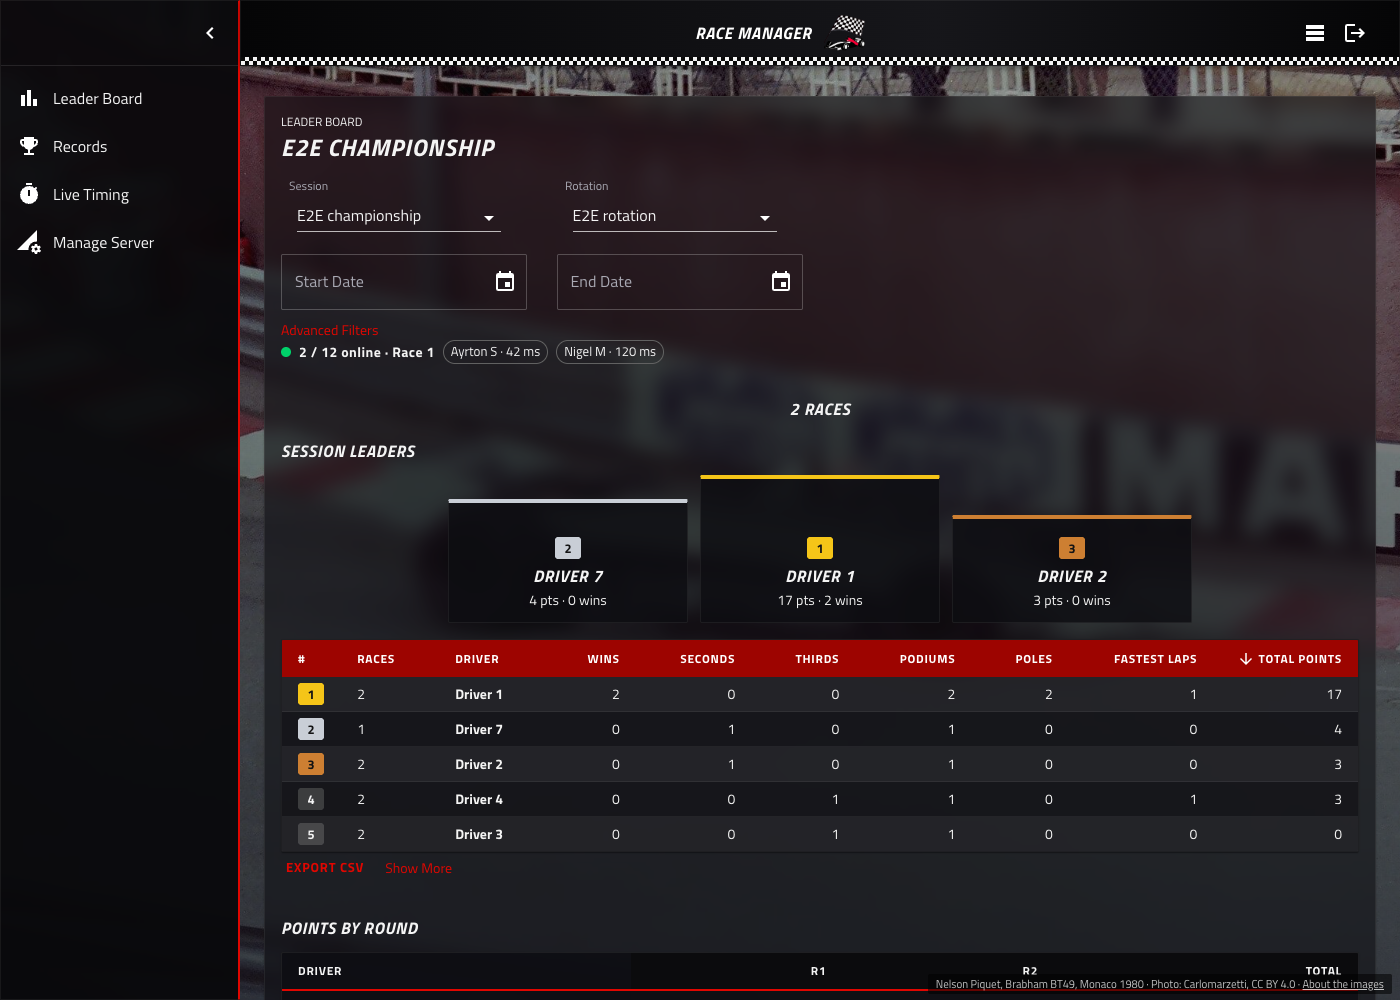 RACE MANAGER
Leader Board
Records
Live Timing
Manage Server
LEADER BOARD
E2E CHAMPIONSHIP
Session
Rotation
E2E championship
E2E rotation
Start Date
End Date
Advanced Filters
2 / 12 online · Race 1 Ayrton S · 42 ms Nigel M · 120 ms
2 RACES
SESSION LEADERS
2
DRIVER 7
4 pts · 0 wins
1
DRIVER 1
17 pts · 2 wins
3
DRIVER 2
3 pts · 0 wins
# RACES DRIVER WINS SECONDS THIRDS PODIUMS POLES FASTEST LAPS TOTAL POINTS
1 2 Driver 1 2 0 0 2 2 1 17
2 1 Driver 7 0 1 0 1 0 0 4
3 2 Driver 2 0 1 0 1 0 0 3
4 2 Driver 4 0 0 1 1 0 1 3
5 2 Driver 3 0 0 1 1 0 0 0
EXPORT CSV Show More
POINTS BY ROUND
DRIVER R1 R2 TOTAL
Nelson Piquet, Brabham BT49, Monaco 1980 · Photo: Carlomarzetti, CC BY 4.0 · About the images